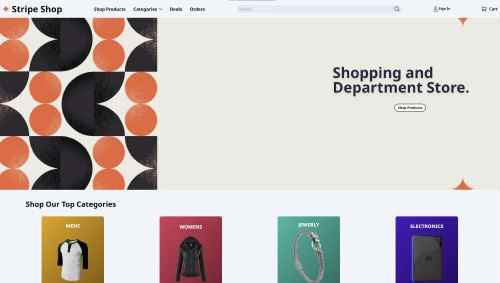 Stripe Shop
Shop Products Categories Deals Orders
Search...
Sign In
Cart
Shopping and
Department Store.
Shop Products
Shop Our Top Categories
MENS
WOMENS
JEWERLY
ELECTRONICS